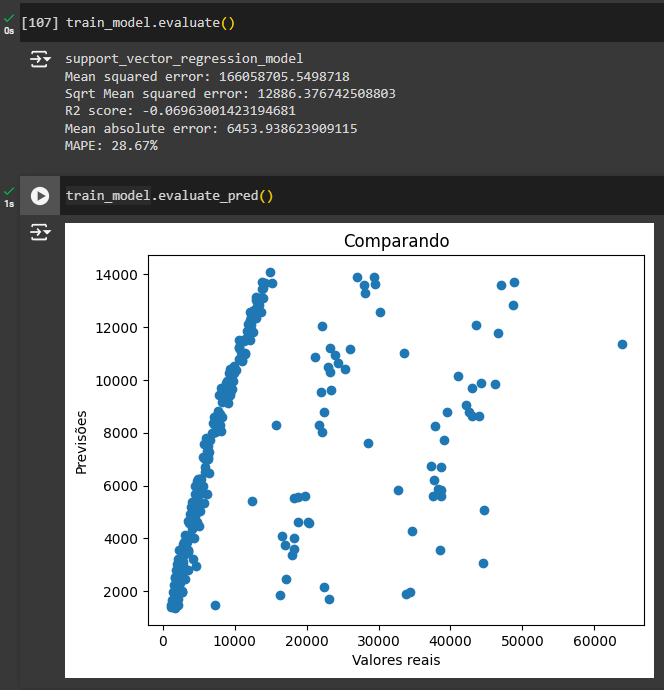 [107] train_model.evaluate()
0s
support_vector_regression_model
Mean squared error: 166058705.5498718
Sqrt Mean squared error: 12886.376742508803
R2 score: -0.06963001423194681
Mean absolute error: 6453.938623909115
MAPE: 28.67%
train_model.evaluate_pred()
1s
Comparando
14000
12000
10000
8000
6000
4000
2000
Previsões
0 10000 20000 30000 40000 50000 60000
Valores reais